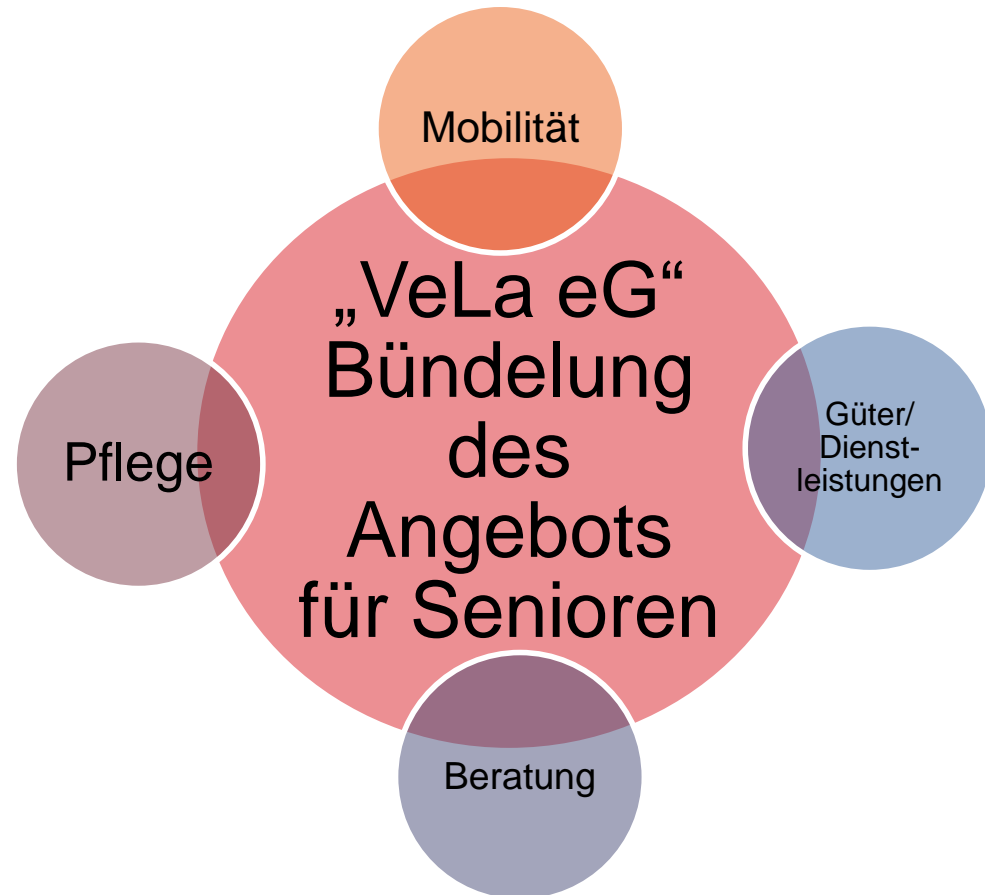 Mobilität
„VeLa eG“
Bündelung
des
Angebots
für Senioren
Güter/
Dienst-
leistungen
Pflege
Beratung